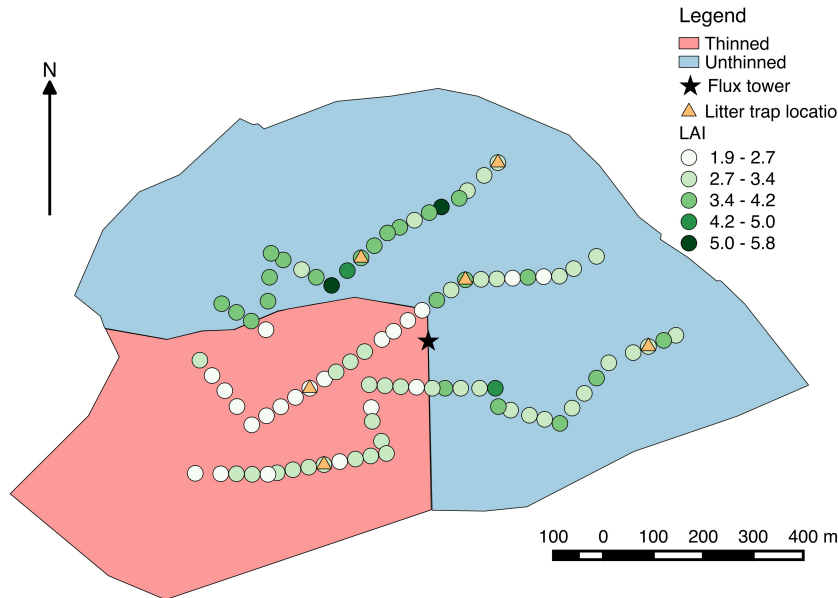 Legend
Thinned
Unthinned
Flux tower
Litter trap locatio
LAI
1.9 - 2.7
2.7 - 3.4
3.4 - 4.2
4.2 - 5.0
5.0 - 5.8
N
100 0 100 200 300 400 m